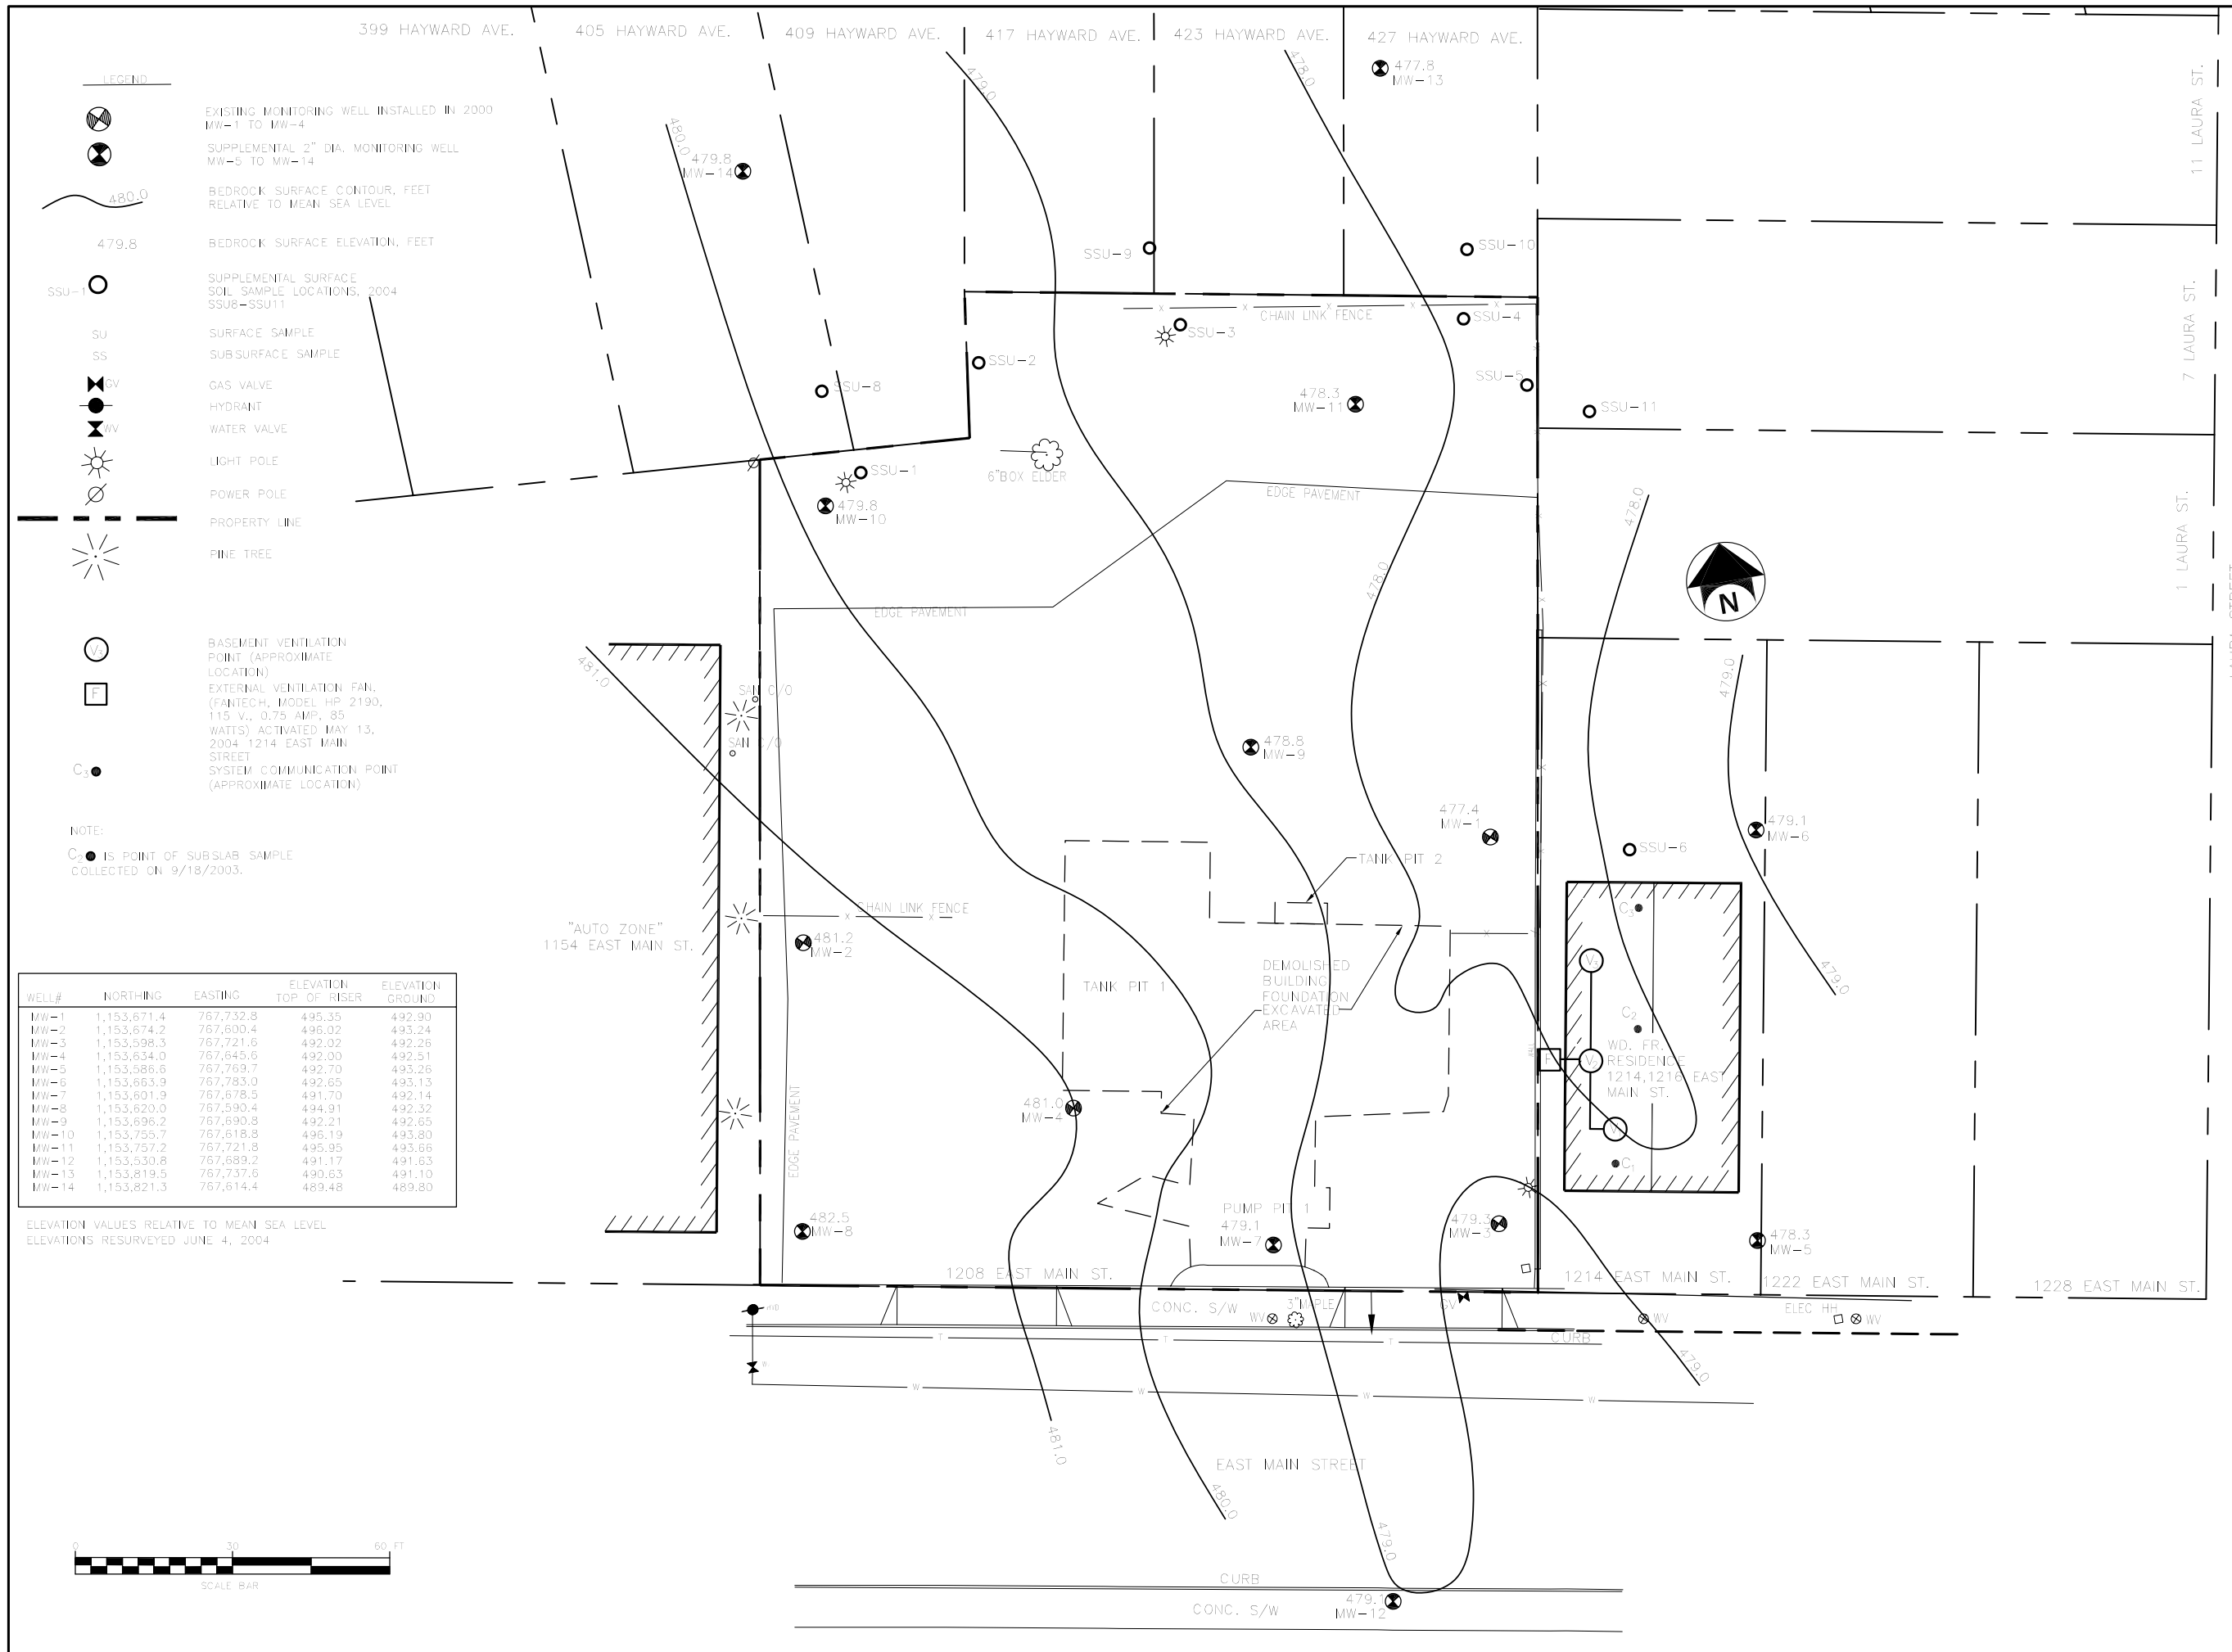 399 HAYWARD AVE.
405 HAYWARD AVE.
409 HAYWARD AVE.
417 HAYWARD AVE.
423 HAYWARD AVE.
427 HAYWARD AVE.
LEGEND
EXISTING MONITORING WELL INSTALLED IN 2000
MW-1 TO MW-4
SUPPLEMENTAL 2" DIA. MONITORING WELL
MW-5 TO MW-14
480.0
BEDROCK SURFACE CONTOUR, FEET
RELATIVE TO MEAN SEA LEVEL
479.8
BEDROCK SURFACE ELEVATION, FEET
SSU-1
SUPPLEMENTAL SURFACE
SOIL SAMPLE LOCATIONS, 2004
SSU8-SSU11
SU
SURFACE SAMPLE
SS
SUBSURFACE SAMPLE
GV
GAS VALVE
HYDRANT
WV
WATER VALVE
LIGHT POLE
POWER POLE
PROPERTY LINE
PINE TREE
V3
BASEMENT VENTILATION
POINT (APPROXIMATE
LOCATION)
F
EXTERNAL VENTILATION FAN,
(FANTECH, MODEL HP 2190,
115 V., 0.75 AMP, 85
WATTS) ACTIVATED MAY 13,
2004 1214 EAST MAIN
STREET
C3
SYSTEM COMMUNICATION POINT
(APPROXIMATE LOCATION)
NOTE:
C2 IS POINT OF SUBSLAB SAMPLE
COLLECTED ON 9/18/2003.
WELL# NORTHING EASTING ELEVATION TOP OF RISER ELEVATION GROUND
MW-1 1,153,671.4 767,732.8 495.35 492.90
MW-2 1,153,674.2 767,600.4 496.02 493.24
MW-3 1,153,598.3 767,721.6 492.02 492.26
MW-4 1,153,634.0 767,645.6 492.00 492.51
MW-5 1,153,586.6 767,769.7 492.70 493.26
MW-6 1,153,663.9 767,783.0 492.65 493.13
MW-7 1,153,601.9 767,678.5 491.70 492.14
MW-8 1,153,620.0 767,590.4 494.91 492.32
MW-9 1,153,696.2 767,690.8 492.21 492.65
MW-10 1,153,755.7 767,618.8 496.19 493.80
MW-11 1,153,757.2 767,721.8 495.95 493.66
MW-12 1,153,530.8 767,689.2 491.17 491.63
MW-13 1,153,819.5 767,737.6 490.63 491.10
MW-14 1,153,821.3 767,614.4 489.48 489.80
ELEVATION VALUES RELATIVE TO MEAN SEA LEVEL
ELEVATIONS RESURVEYED JUNE 4, 2004
0 30 60 FT
SCALE BAR
480.0
479.0
478.0
479.8
MW-14
477.8
MW-13
SSU-9
SSU-10
CHAIN LINK FENCE
SSU-3
SSU-4
SSU-2
SSU-8
SSU-5
SSU-11
478.3
MW-11
SSU-1
479.8
MW-10
6"BOX ELDER
EDGE PAVEMENT
EDGE PAVEMENT
478.0
478.0
481.0
479.0
N
11 LAURA ST.
7 LAURA ST.
1 LAURA ST.
SAN C/O
SAN C/O
478.8
MW-9
477.4
MW-1
479.1
MW-6
SSU-6
TANK PIT 2
CHAIN LINK FENCE
"AUTO ZONE"
1154 EAST MAIN ST.
481.2
MW-2
TANK PIT 1
DEMOLISHED
BUILDING
FOUNDATION
EXCAVATED
AREA
C3
C2
F
WD. FR.
RESIDENCE
1214,1216 EAST
MAIN ST.
C1
479.0
481.0
MW-4
EDGE PAVEMENT
482.5
MW-8
PUMP PIT 1
479.1
MW-7
479.3
MW-3
478.3
MW-5
1208 EAST MAIN ST.
1214 EAST MAIN ST.
1222 EAST MAIN ST.
1228 EAST MAIN ST.
HYD
CONC. S/W
WV
3"MAPLE
GV
WV
ELEC HH
WV
CURB
T T T
W W W W
479.0
481.0
480.0
479.0
EAST MAIN STREET
CURB
CONC. S/W
479.1
MW-12